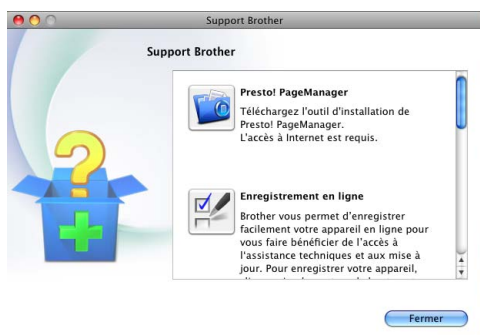 Support Brother
Support Brother
Presto! PageManager
Téléchargez l'outil d'installation de
Presto! PageManager.
L'accès à Internet est requis.
Enregistrement en ligne
Brother vous permet d'enregistrer
facilement votre appareil en ligne pour
vous faire bénéficier de l'accès à
l'assistance techniques et aux mise à
jour. Pour enregistrer votre appareil,
Fermer